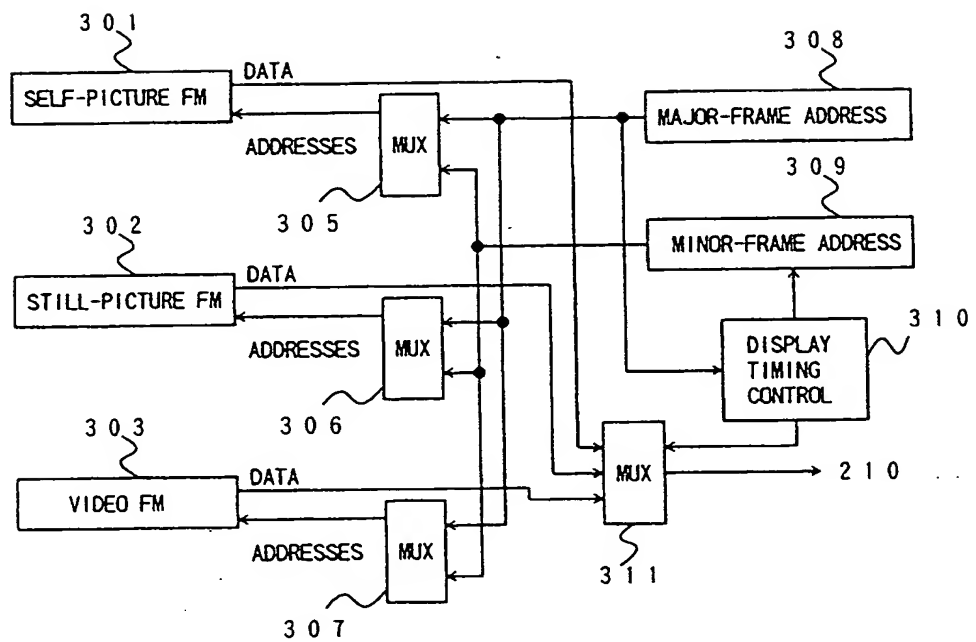 301
SELF-PICTURE FM
DATA
ADDRESSES
MUX
305
308
MAJOR-FRAME ADDRESS
309
MINOR-FRAME ADDRESS
302
STILL-PICTURE FM
DATA
ADDRESSES
MUX
306
310
DISPLAY
TIMING
CONTROL
303
VIDEO FM
DATA
ADDRESSES
MUX
307
MUX
311
210